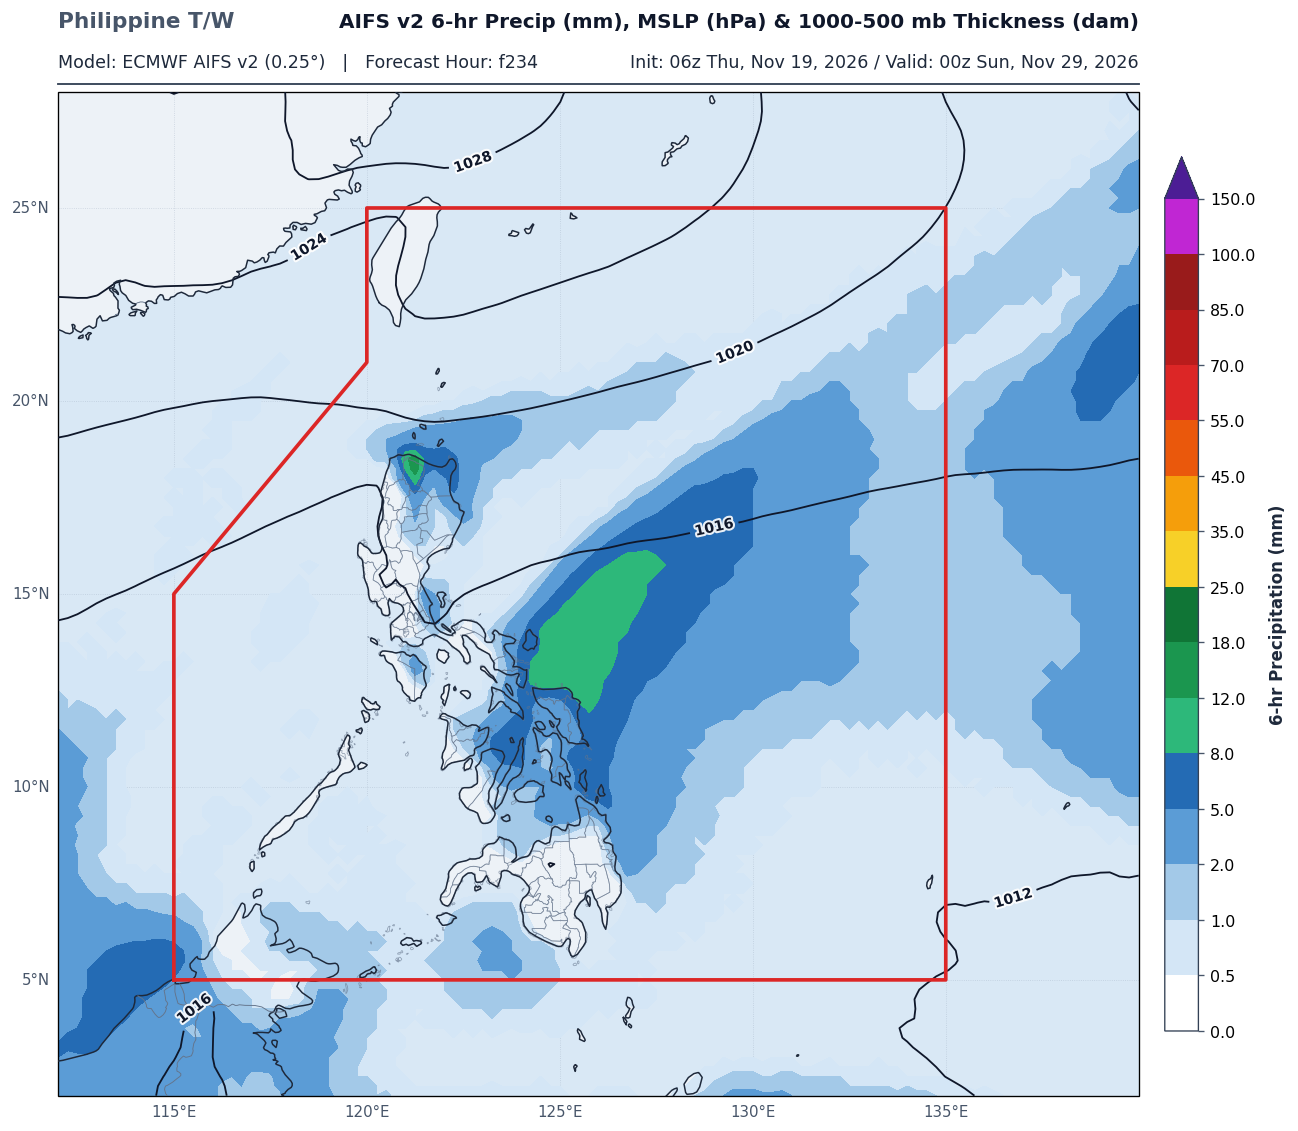 Philippine T/W
AIFS v2 6-hr Precip (mm), MSLP (hPa) & 1000-500 mb Thickness (dam)
Model: ECMWF AIFS v2 (0.25°)   |   Forecast Hour: f234
Init: 06z Thu, Nov 19, 2026 / Valid: 00z Sun, Nov 29, 2026
1028
1024
1020
1016
1012
1016
25°N
20°N
15°N
10°N
5°N
115°E
120°E
125°E
130°E
135°E
150.0
100.0
85.0
70.0
55.0
45.0
35.0
25.0
18.0
12.0
8.0
5.0
2.0
1.0
0.5
0.0
6-hr Precipitation (mm)